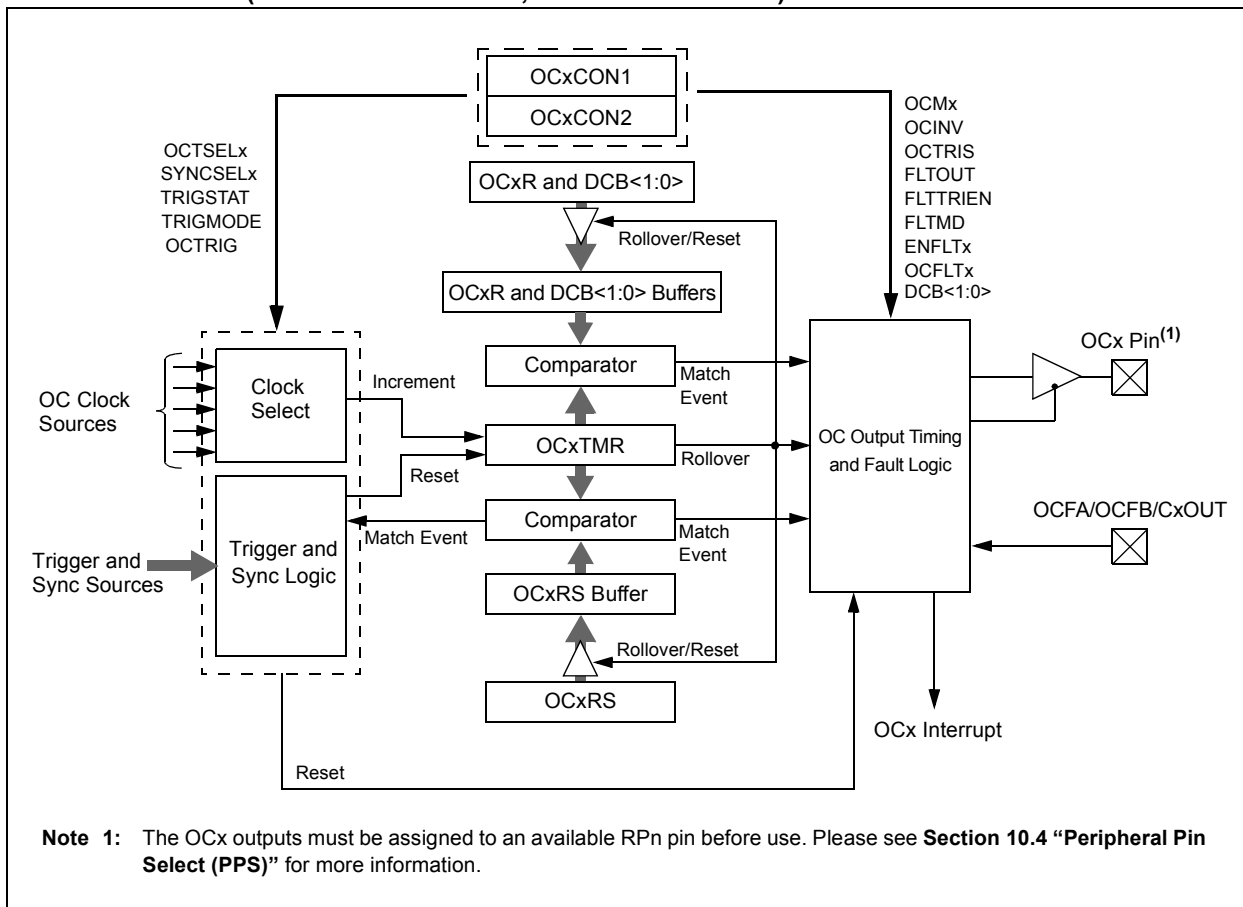 OCxCON1
OCxCON2
OCTSELx
SYNCSELx
TRIGSTAT
TRIGMODE
OCTRIG
OCMx
OCINV
OCTRIS
FLTOUT
FLTTRIEN
FLTMD
ENFLTx
OCFLTx
DCB<1:0>
OCxR and DCB<1:0>
Rollover/Reset
OCxR and DCB<1:0> Buffers
OC Clock
Sources
Clock
Select
Increment
Comparator
Match
Event
OCxTMR
Rollover
Reset
Comparator
Match Event
Match
Event
Trigger and
Sync Sources
Trigger and
Sync Logic
OCxRS Buffer
Rollover/Reset
OCxRS
OC Output Timing
and Fault Logic
OCx Pin(1)
OCFA/OCFB/CxOUT
OCx Interrupt
Reset
Note 1: The OCx outputs must be assigned to an available RPn pin before use. Please see Section 10.4 “Peripheral Pin
Select (PPS)” for more information.